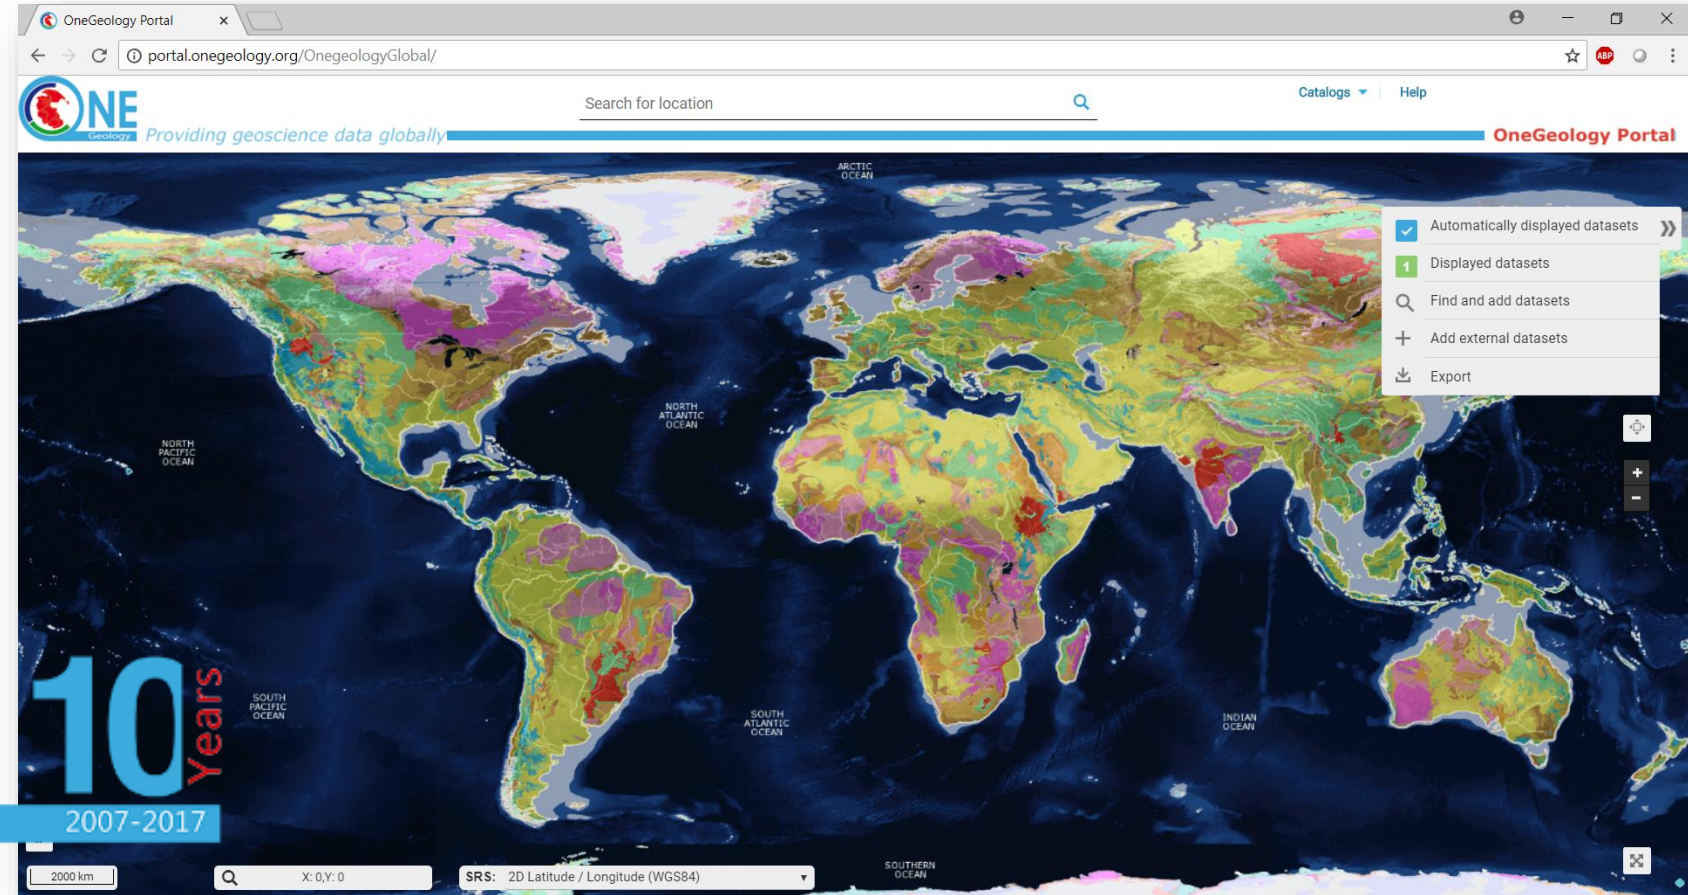 OneGeology Portal
portal.onegeology.org/OnegeologyGlobal/
ABP
ONE
Geology
Providing geoscience data globally
Search for location
Catalogs
Help
OneGeology Portal
ARCTIC
OCEAN
Automatically displayed datasets
1
Displayed datasets
Find and add datasets
Add external datasets
Export
NORTH
ATLANTIC
OCEAN
NORTH
PACIFIC
OCEAN
+
-
SOUTH
PACIFIC
OCEAN
SOUTH
ATLANTIC
OCEAN
INDIAN
OCEAN
10
Years
2007-2017
SOUTHERN
OCEAN
2000 km
X: 0,Y: 0
SRS: 2D Latitude / Longitude (WGS84)